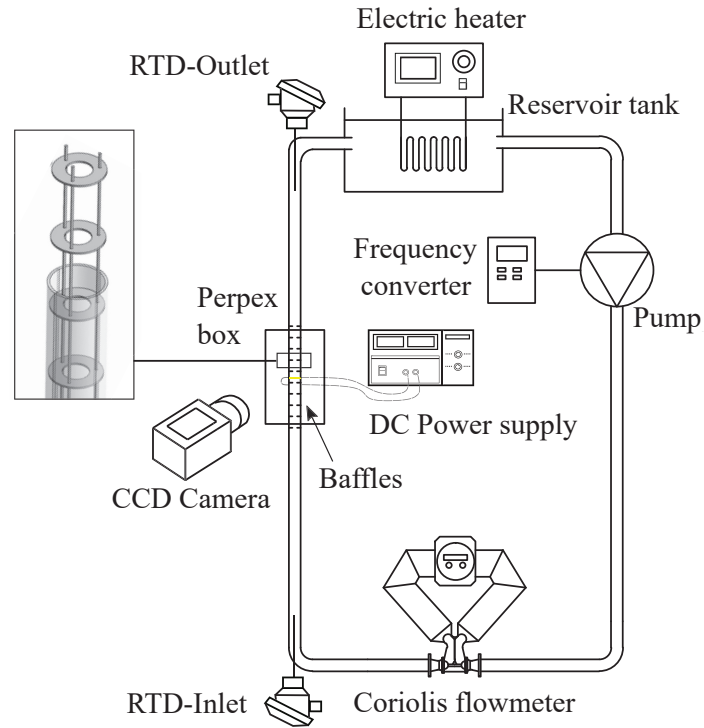 Electric heater
RTD-Outlet
Reservoir tank
Frequency
converter
Perpex
box
Pump
DC Power supply
Baffles
CCD Camera
RTD-Inlet
Coriolis flowmeter